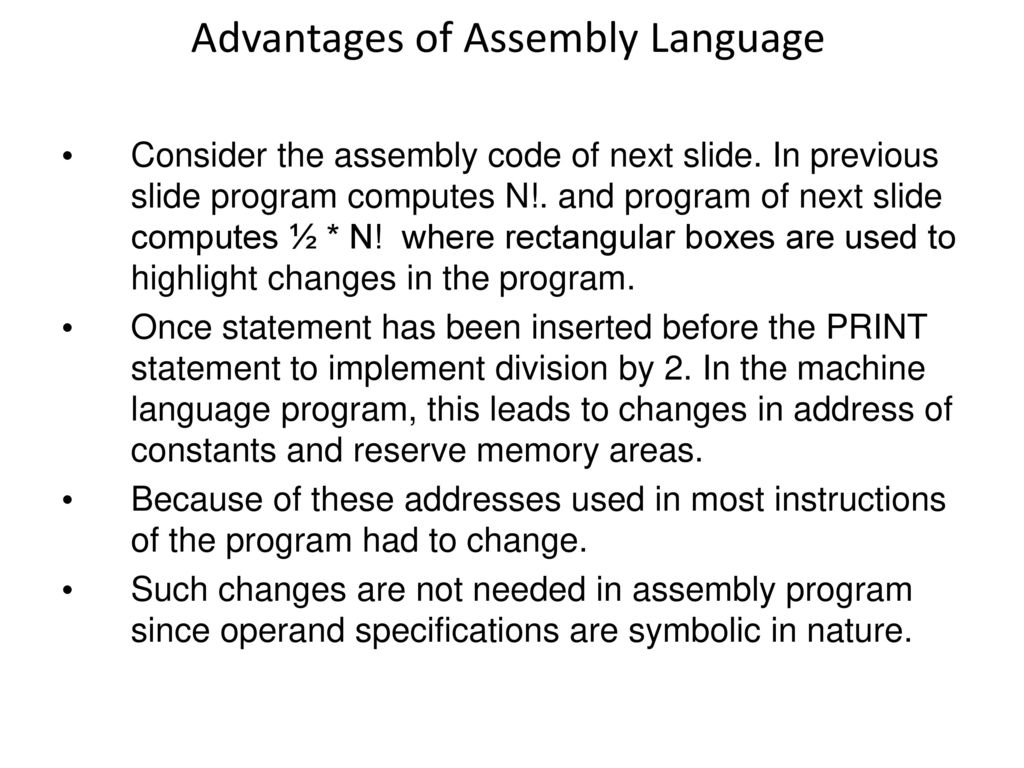 Advantages of Assembly Language
• Consider the assembly code of next slide. In previous
slide program computes N!. and program of next slide
computes ½ * N!  where rectangular boxes are used to
highlight changes in the program.
• Once statement has been inserted before the PRINT
statement to implement division by 2. In the machine
language program, this leads to changes in address of
constants and reserve memory areas.
• Because of these addresses used in most instructions
of the program had to change.
• Such changes are not needed in assembly program
since operand specifications are symbolic in nature.